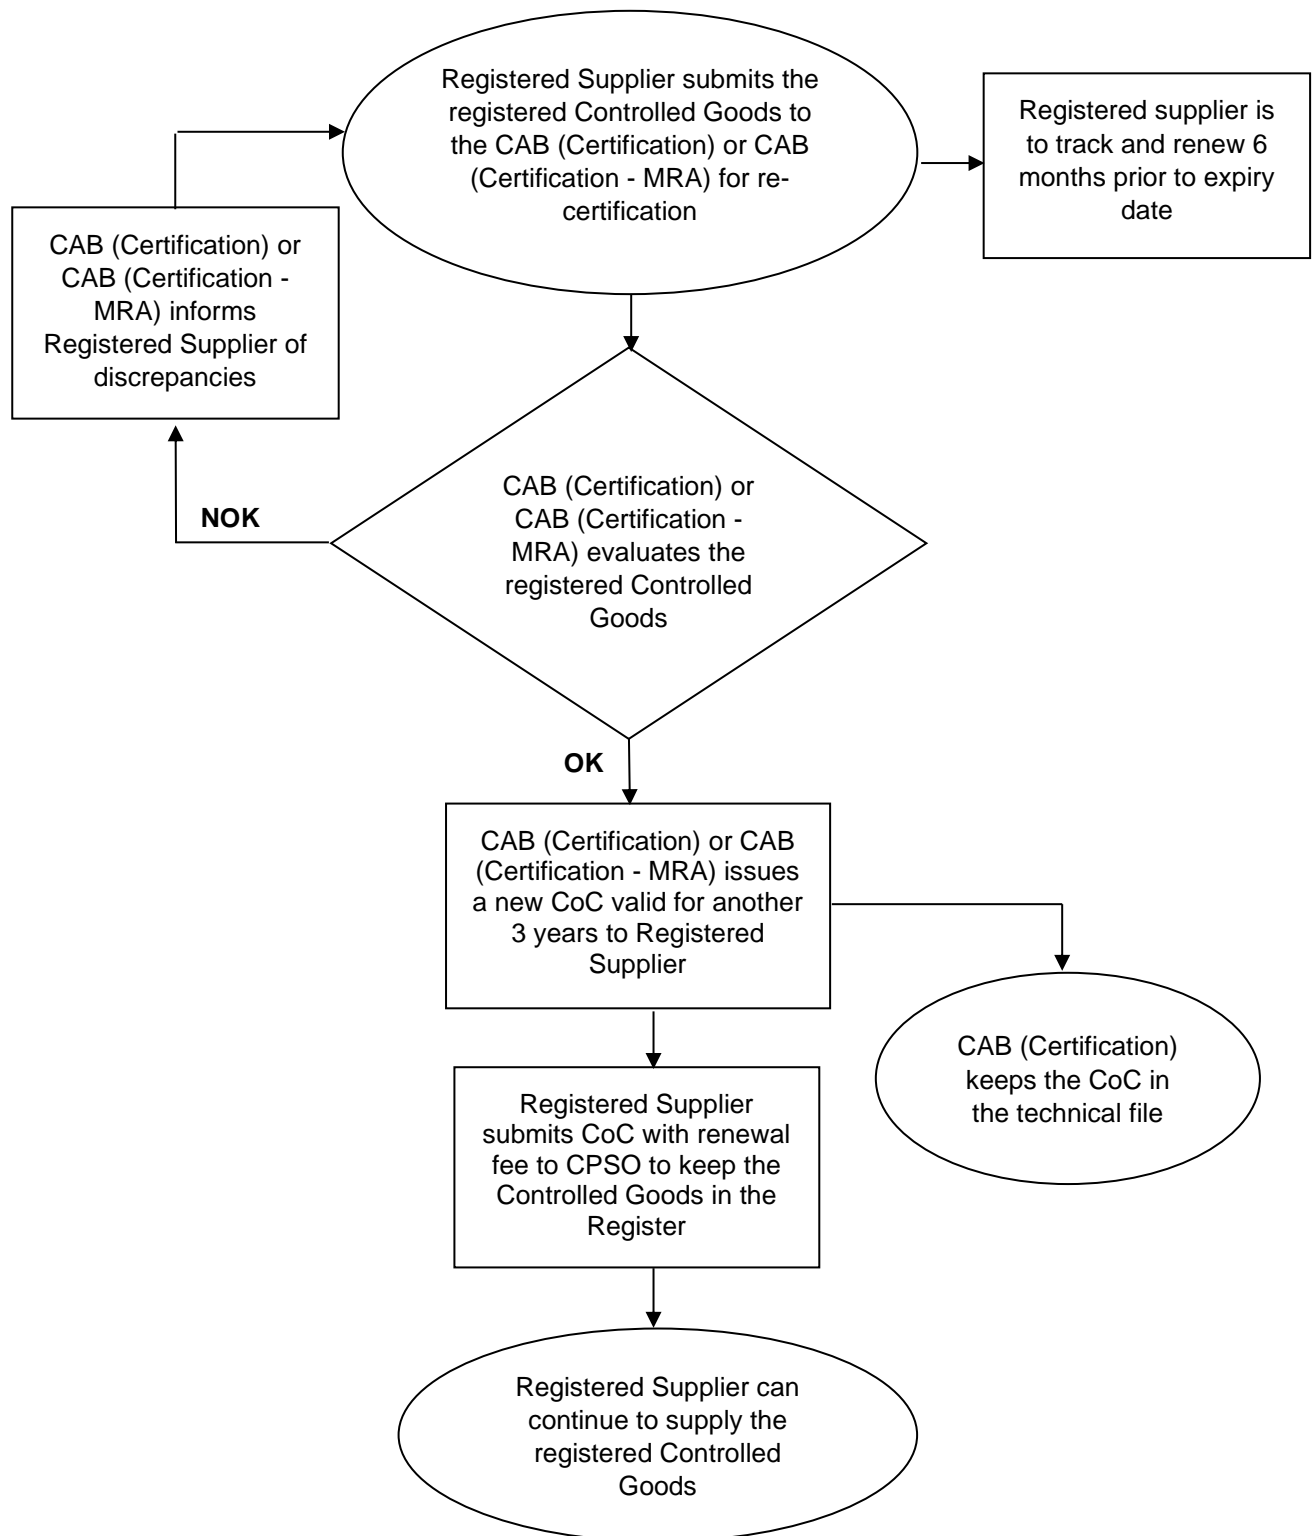 Registered Supplier submits the
registered Controlled Goods to
the CAB (Certification) or CAB
(Certification - MRA) for re-
certification
Registered supplier is
to track and renew 6
months prior to expiry
date
CAB (Certification) or
CAB (Certification -
MRA) informs
Registered Supplier of
discrepancies
NOK
CAB (Certification) or
CAB (Certification -
MRA) evaluates the
registered Controlled
Goods
OK
CAB (Certification) or CAB
(Certification - MRA) issues
a new CoC valid for another
3 years to Registered
Supplier
CAB (Certification)
keeps the CoC in
the technical file
Registered Supplier
submits CoC with renewal
fee to CPSO to keep the
Controlled Goods in the
Register
Registered Supplier can
continue to supply the
registered Controlled
Goods